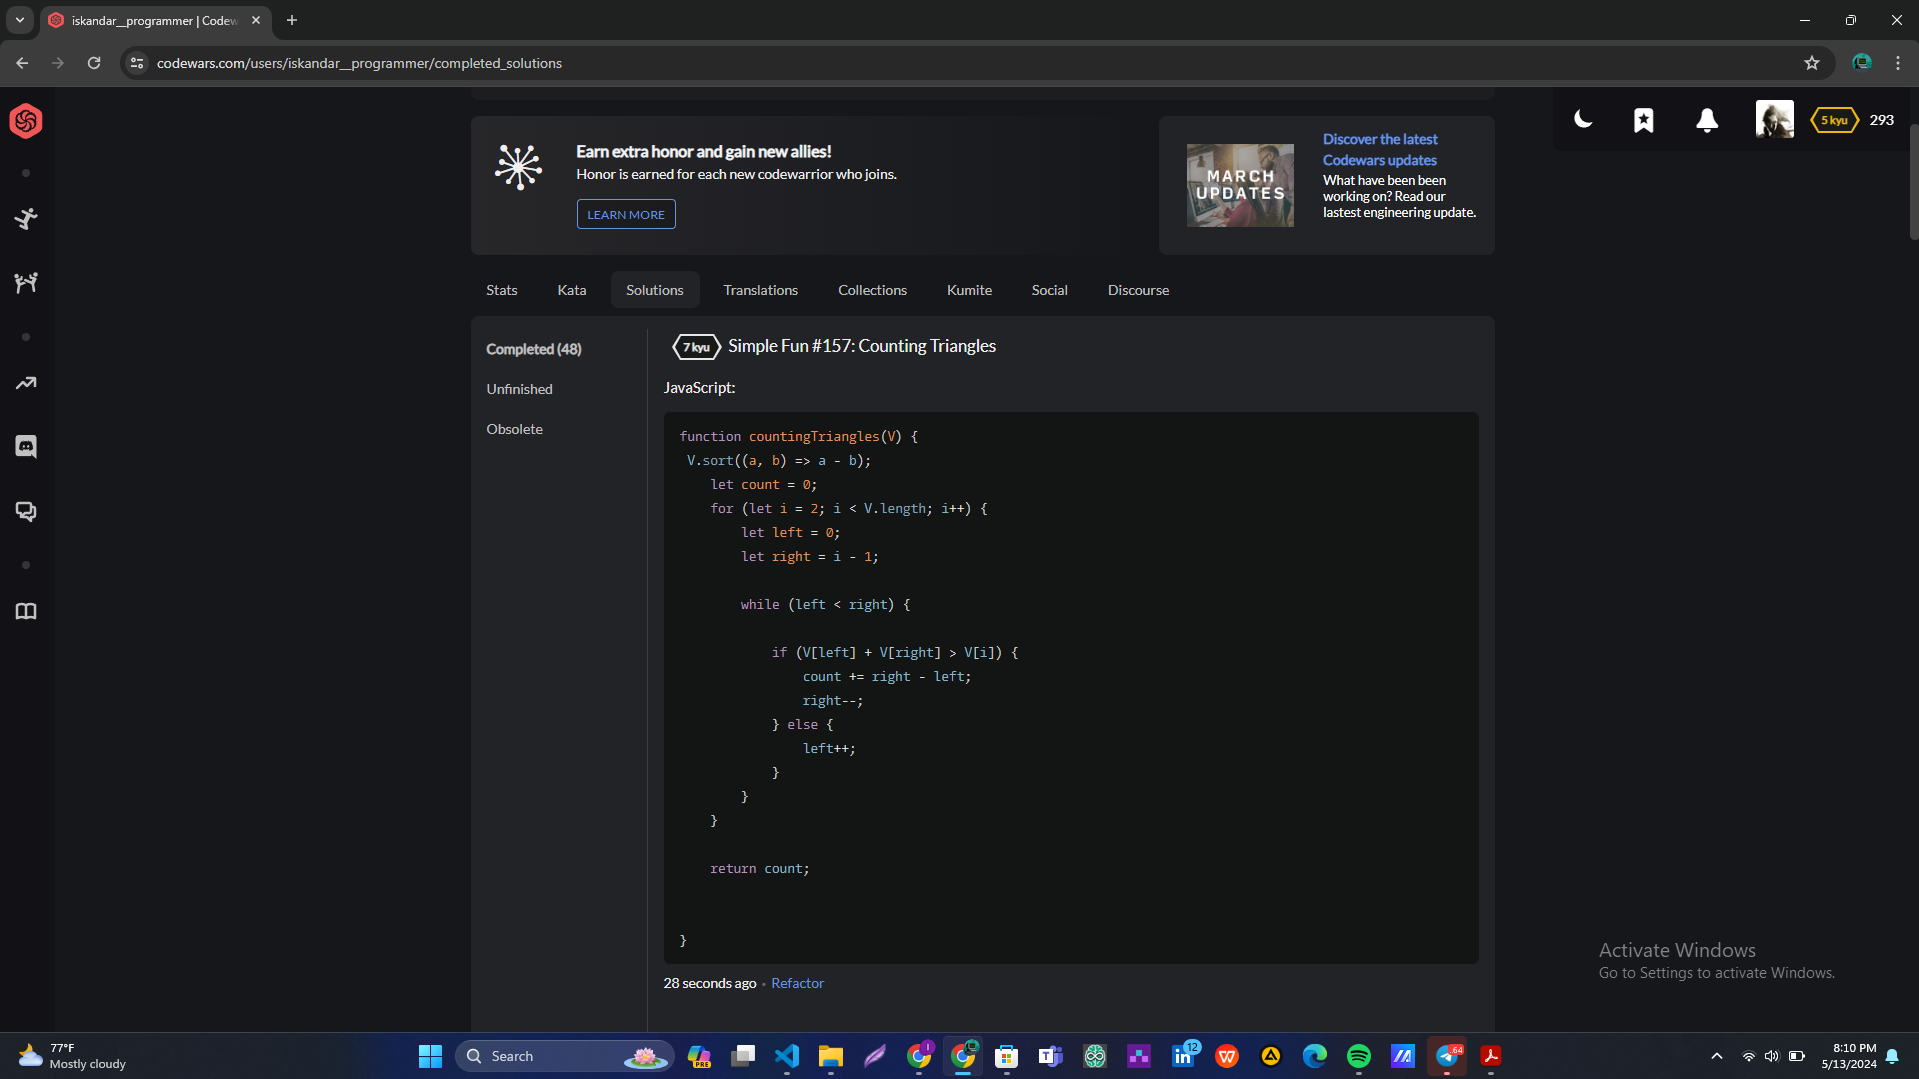 iskandar__programmer | Codew
codewars.com/users/iskandar__programmer/completed_solutions
5 kyu
293
Earn extra honor and gain new allies!
Honor is earned for each new codewarrior who joins.
LEARN MORE
MARCH
UPDATES
Discover the latest
Codewars updates
What have been been
working on? Read our
lastest engineering update.
Stats
Kata
Solutions
Translations
Collections
Kumite
Social
Discourse
Completed (48)
Unfinished
Obsolete
7 kyu
Simple Fun #157: Counting Triangles
JavaScript:
function countingTriangles(V) {
V.sort((a, b) => a - b);
let count = 0;
for (let i = 2; i < V.length; i++) {
let left = 0;
let right = i - 1;
while (left < right) {
if (V[left] + V[right] > V[i]) {
count += right - left;
right--;
} else {
left++;
}
}
}
return count;
}
28 seconds ago • Refactor
Activate Windows
Go to Settings to activate Windows.
77°F
Mostly cloudy
Search
PRE
12
64
8:10 PM
5/13/2024